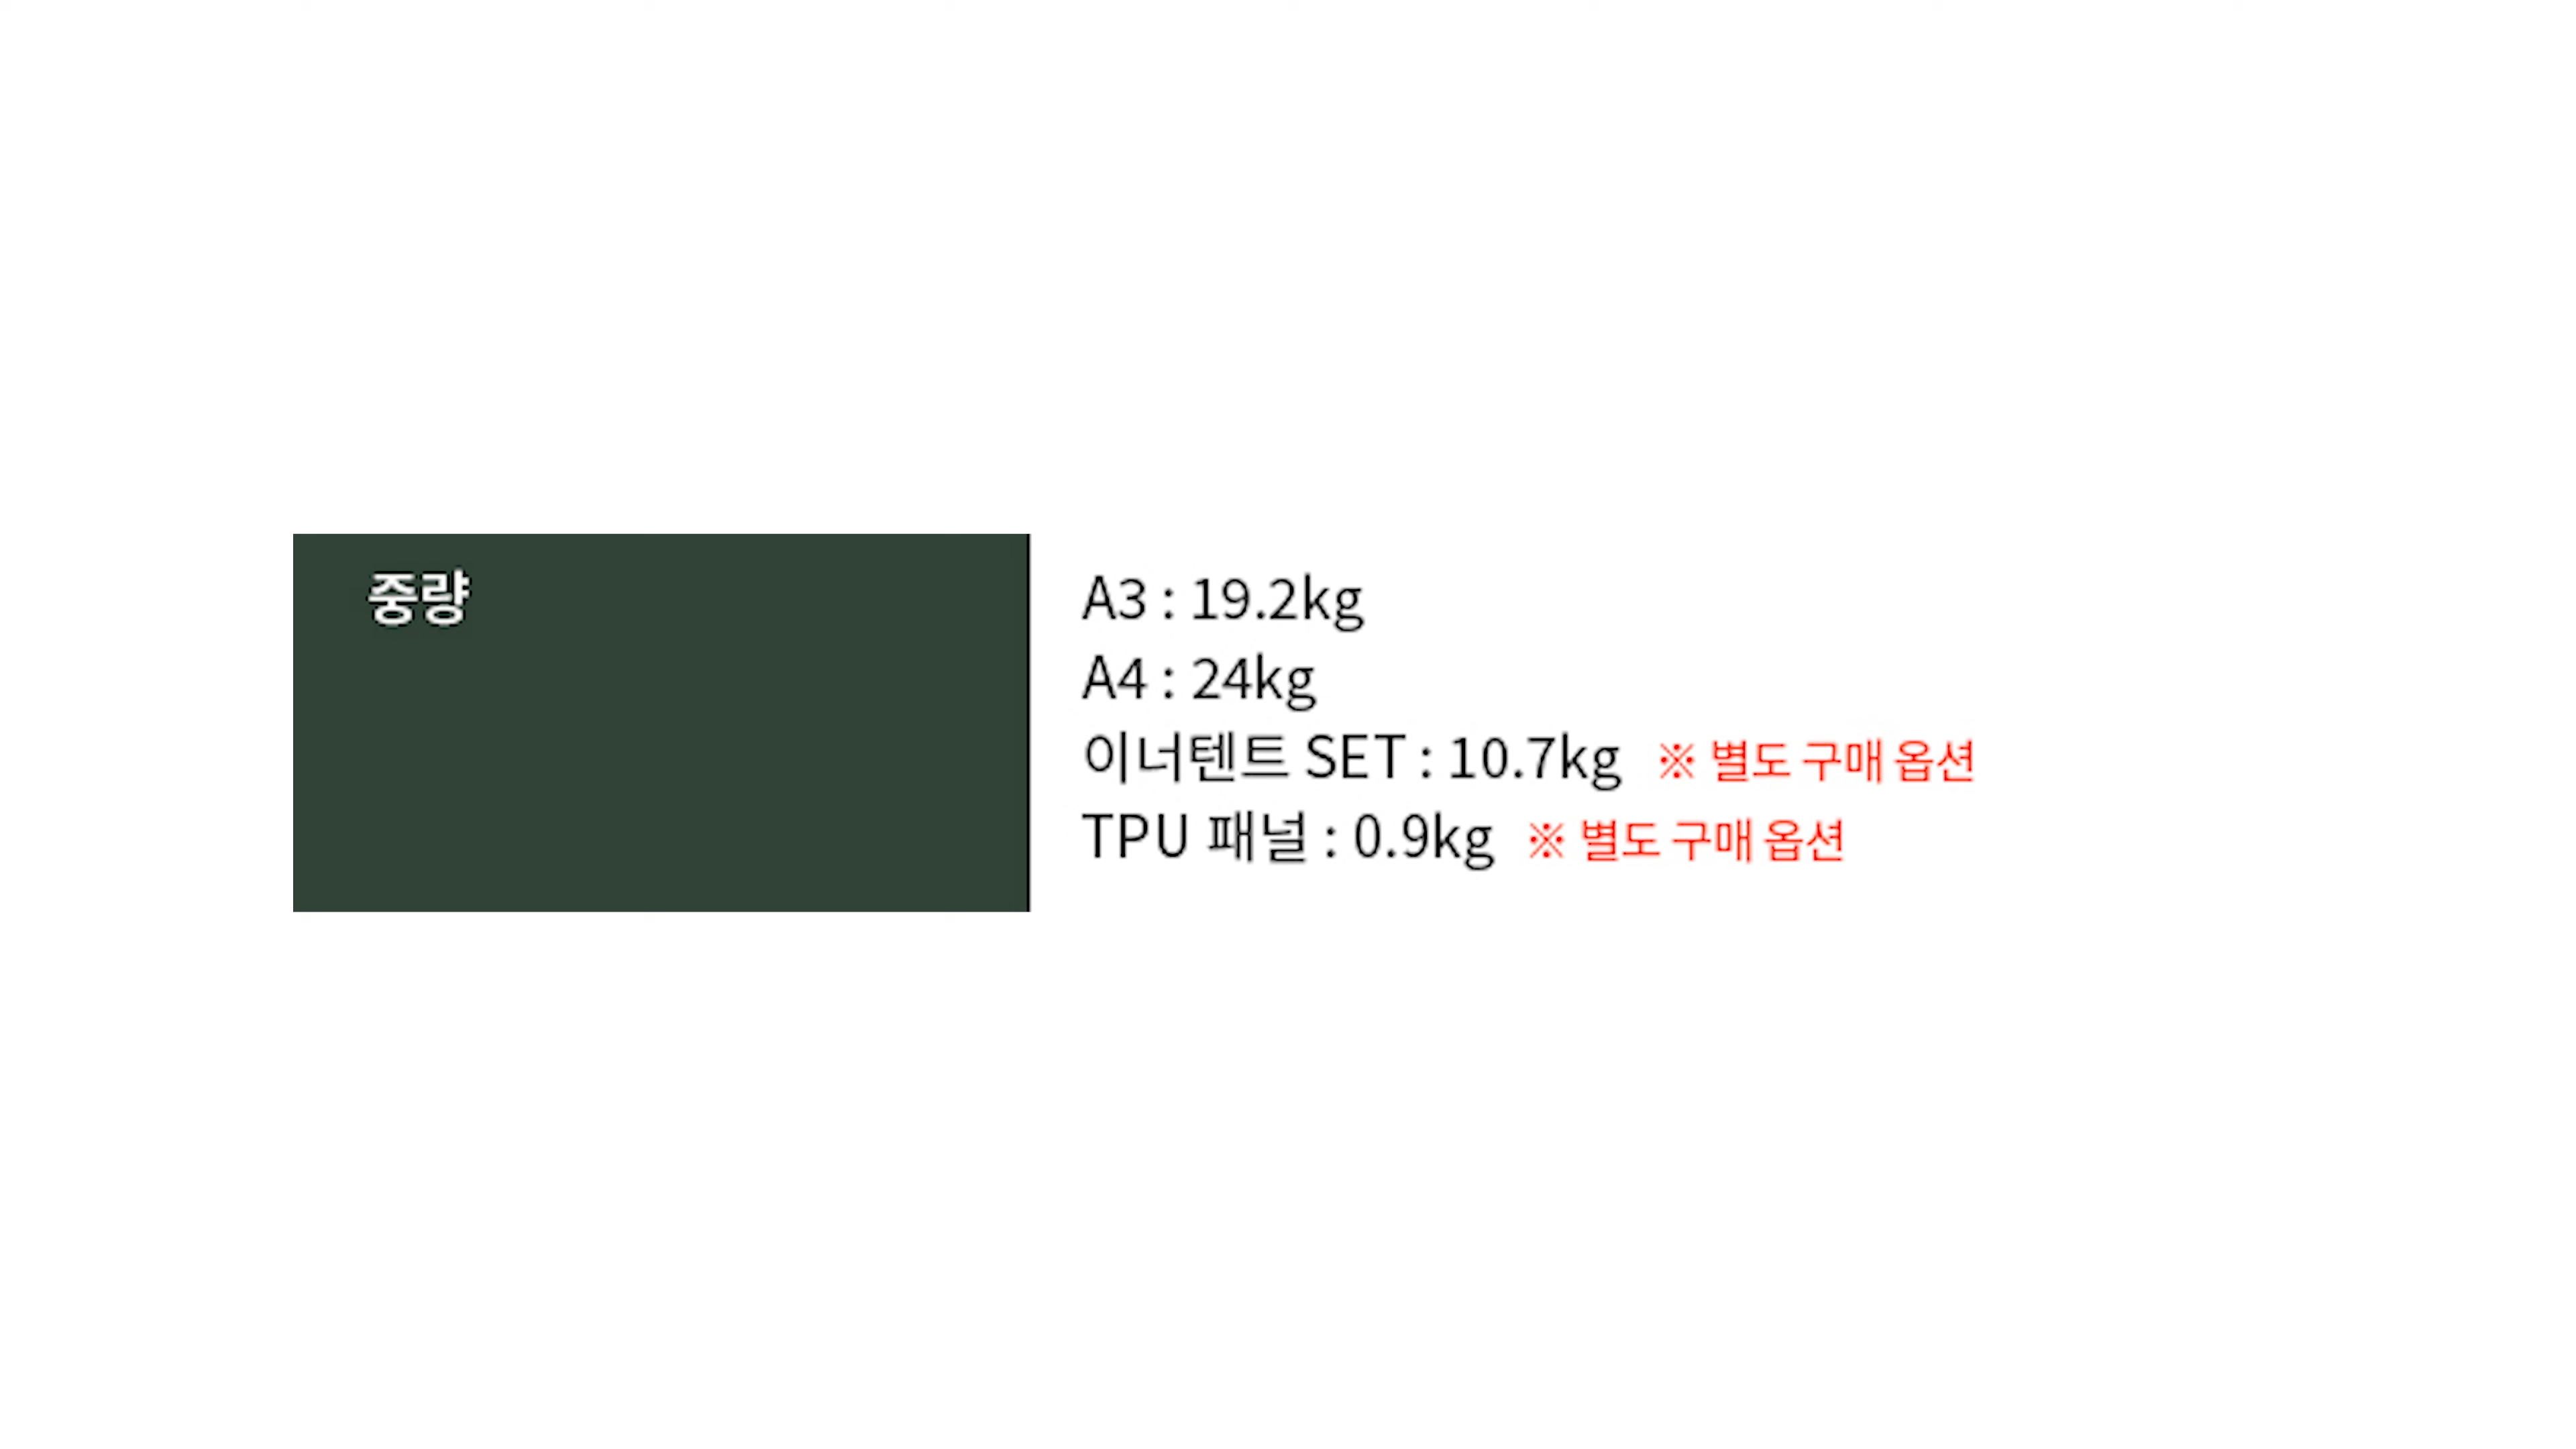 중량
A3 : 19.2kg
A4 : 24kg
이너텐트 SET : 10.7kg ※ 별도 구매 옵션
TPU 패널 : 0.9kg ※ 별도 구매 옵션